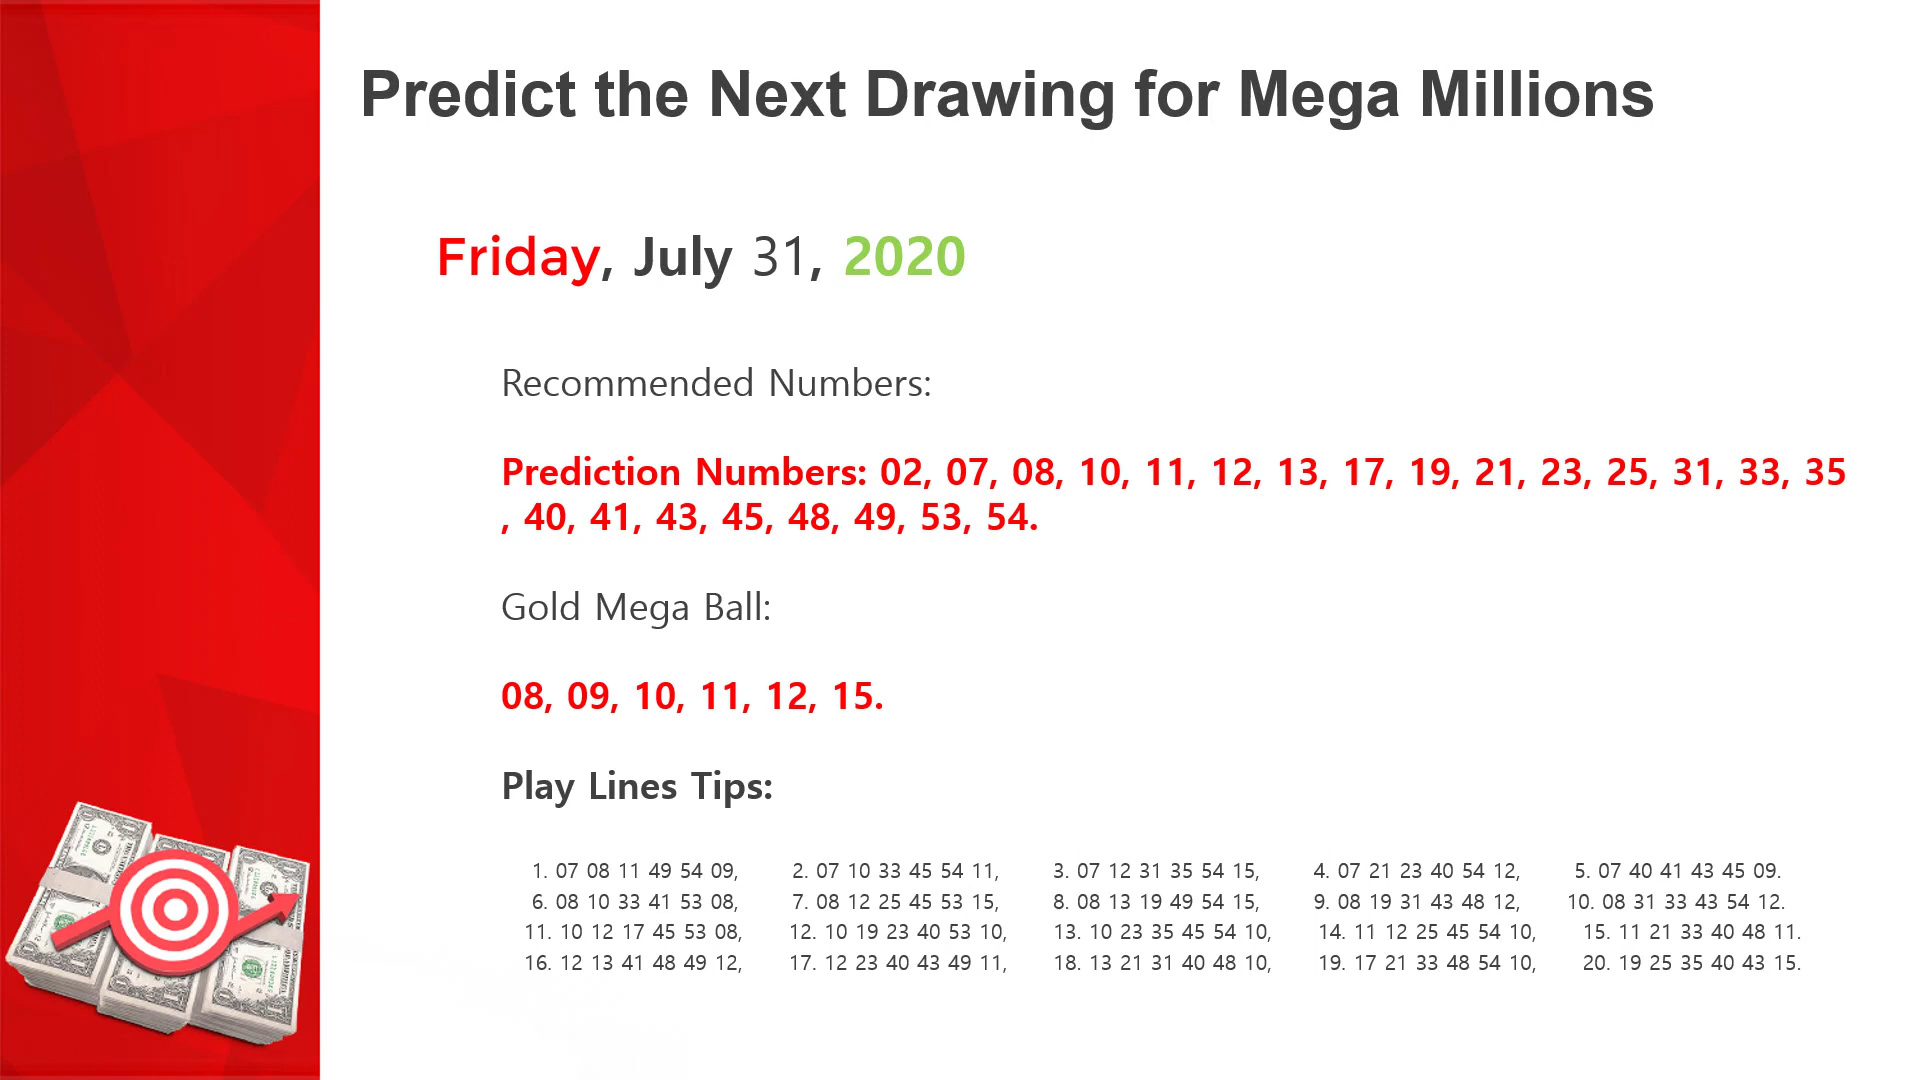 Predict the Next Drawing for Mega Millions
Friday, July 31, 2020
Recommended Numbers:
Prediction Numbers: 02, 07, 08, 10, 11, 12, 13, 17, 19, 21, 23, 25, 31, 33, 35
, 40, 41, 43, 45, 48, 49, 53, 54.
Gold Mega Ball:
08, 09, 10, 11, 12, 15.
Play Lines Tips:
1. 07 08 11 49 54 09, 2. 07 10 33 45 54 11, 3. 07 12 31 35 54 15, 4. 07 21 23 40 54 12, 5. 07 40 41 43 45 09.
6. 08 10 33 41 53 08, 7. 08 12 25 45 53 15, 8. 08 13 19 49 54 15, 9. 08 19 31 43 48 12, 10. 08 31 33 43 54 12.
11. 10 12 17 45 53 08, 12. 10 19 23 40 53 10, 13. 10 23 35 45 54 10, 14. 11 12 25 45 54 10, 15. 11 21 33 40 48 11.
16. 12 13 41 48 49 12, 17. 12 23 40 43 49 11, 18. 13 21 31 40 48 10, 19. 17 21 33 48 54 10, 20. 19 25 35 40 43 15.